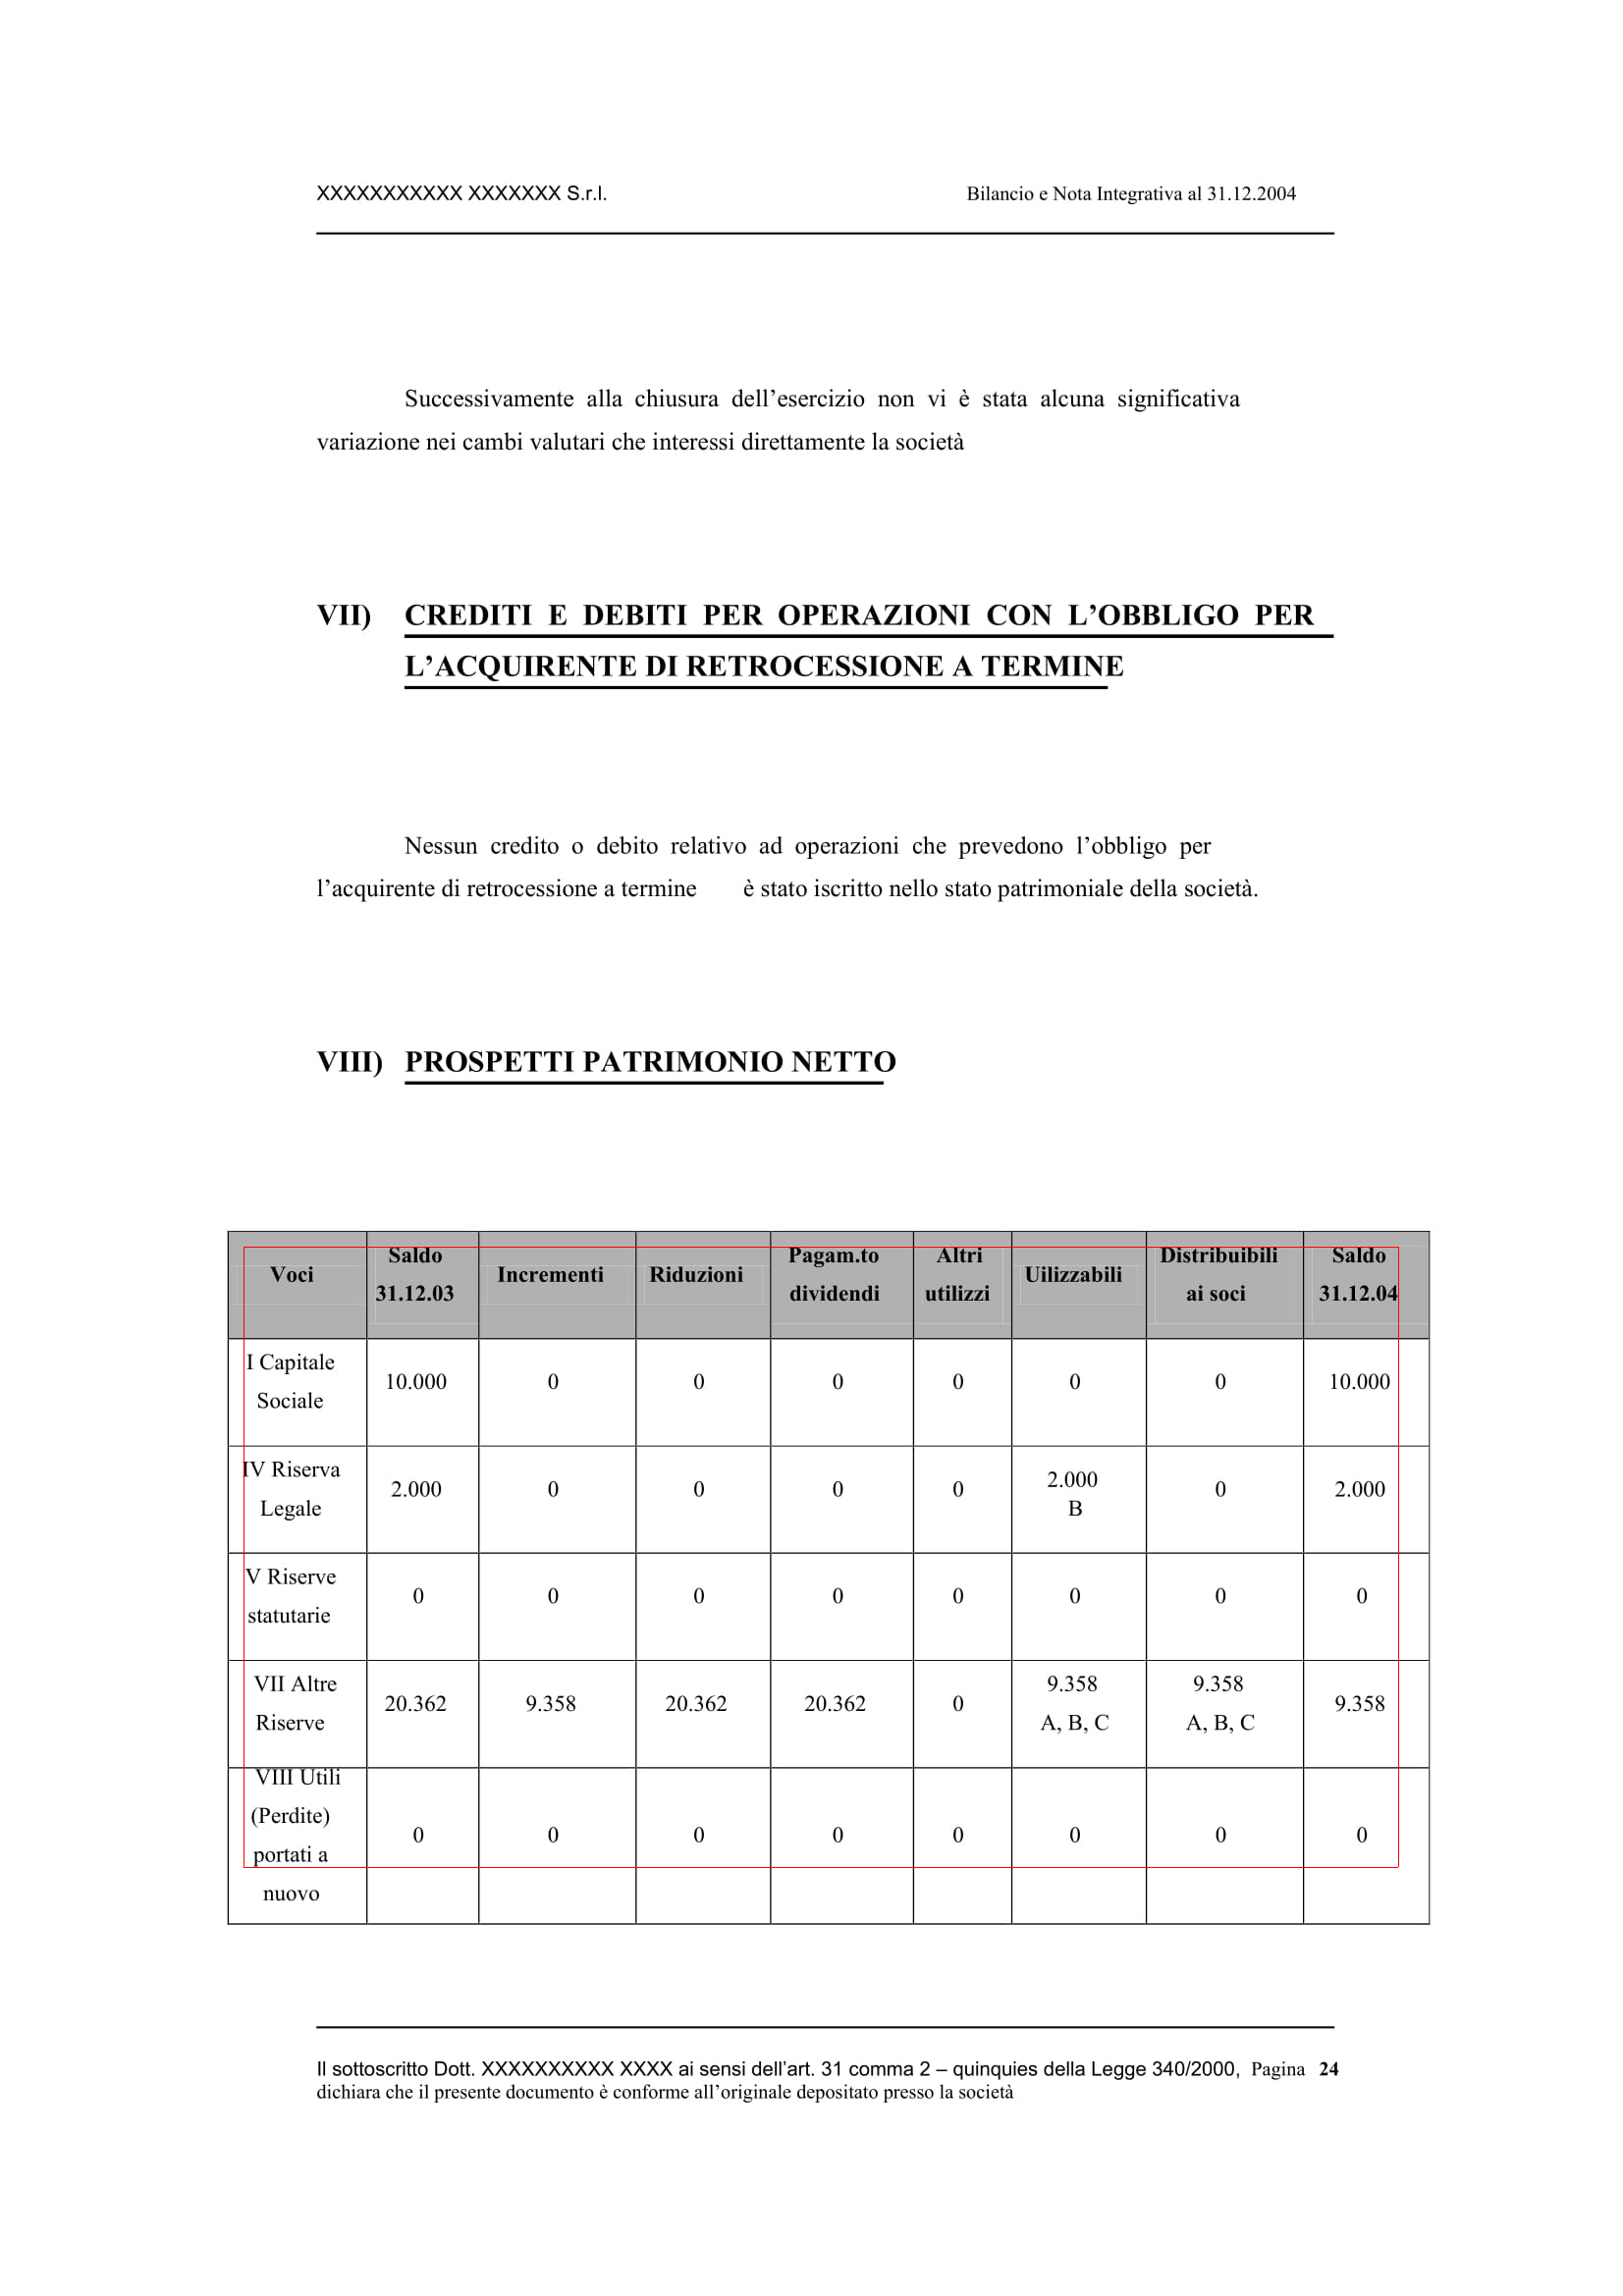 XXXXXXXXXXX XXXXXXX S.r.l. Bilancio e Nota Integrativa al 31.12.2004
Successivamente alla chiusura dell’esercizio non vi è stata alcuna significativa
variazione nei cambi valutari che interessi direttamente la società
VII) CREDITI E DEBITI PER OPERAZIONI CON L’OBBLIGO PER
L’ACQUIRENTE DI RETROCESSIONE A TERMINE
Nessun credito o debito relativo ad operazioni che prevedono l’obbligo per
l’acquirente di retrocessione a termine è stato iscritto nello stato patrimoniale della società.
VIII) PROSPETTI PATRIMONIO NETTO
Voci Saldo 31.12.03 Incrementi Riduzioni Pagam.to dividendi Altri utilizzi Uilizzabili Distribuibili ai soci Saldo 31.12.04
I Capitale Sociale 10.000 0 0 0 0 0 0 10.000
IV Riserva Legale 2.000 0 0 0 0 2.000 B 0 2.000
V Riserve statutarie 0 0 0 0 0 0 0 0
VII Altre Riserve 20.362 9.358 20.362 20.362 0 9.358 A, B, C 9.358 A, B, C 9.358
VIII Utili (Perdite) portati a nuovo 0 0 0 0 0 0 0 0
Il sottoscritto Dott. XXXXXXXXXX XXXX ai sensi dell’art. 31 comma 2 – quinquies della Legge 340/2000, Pagina 24
dichiara che il presente documento è conforme all’originale depositato presso la società